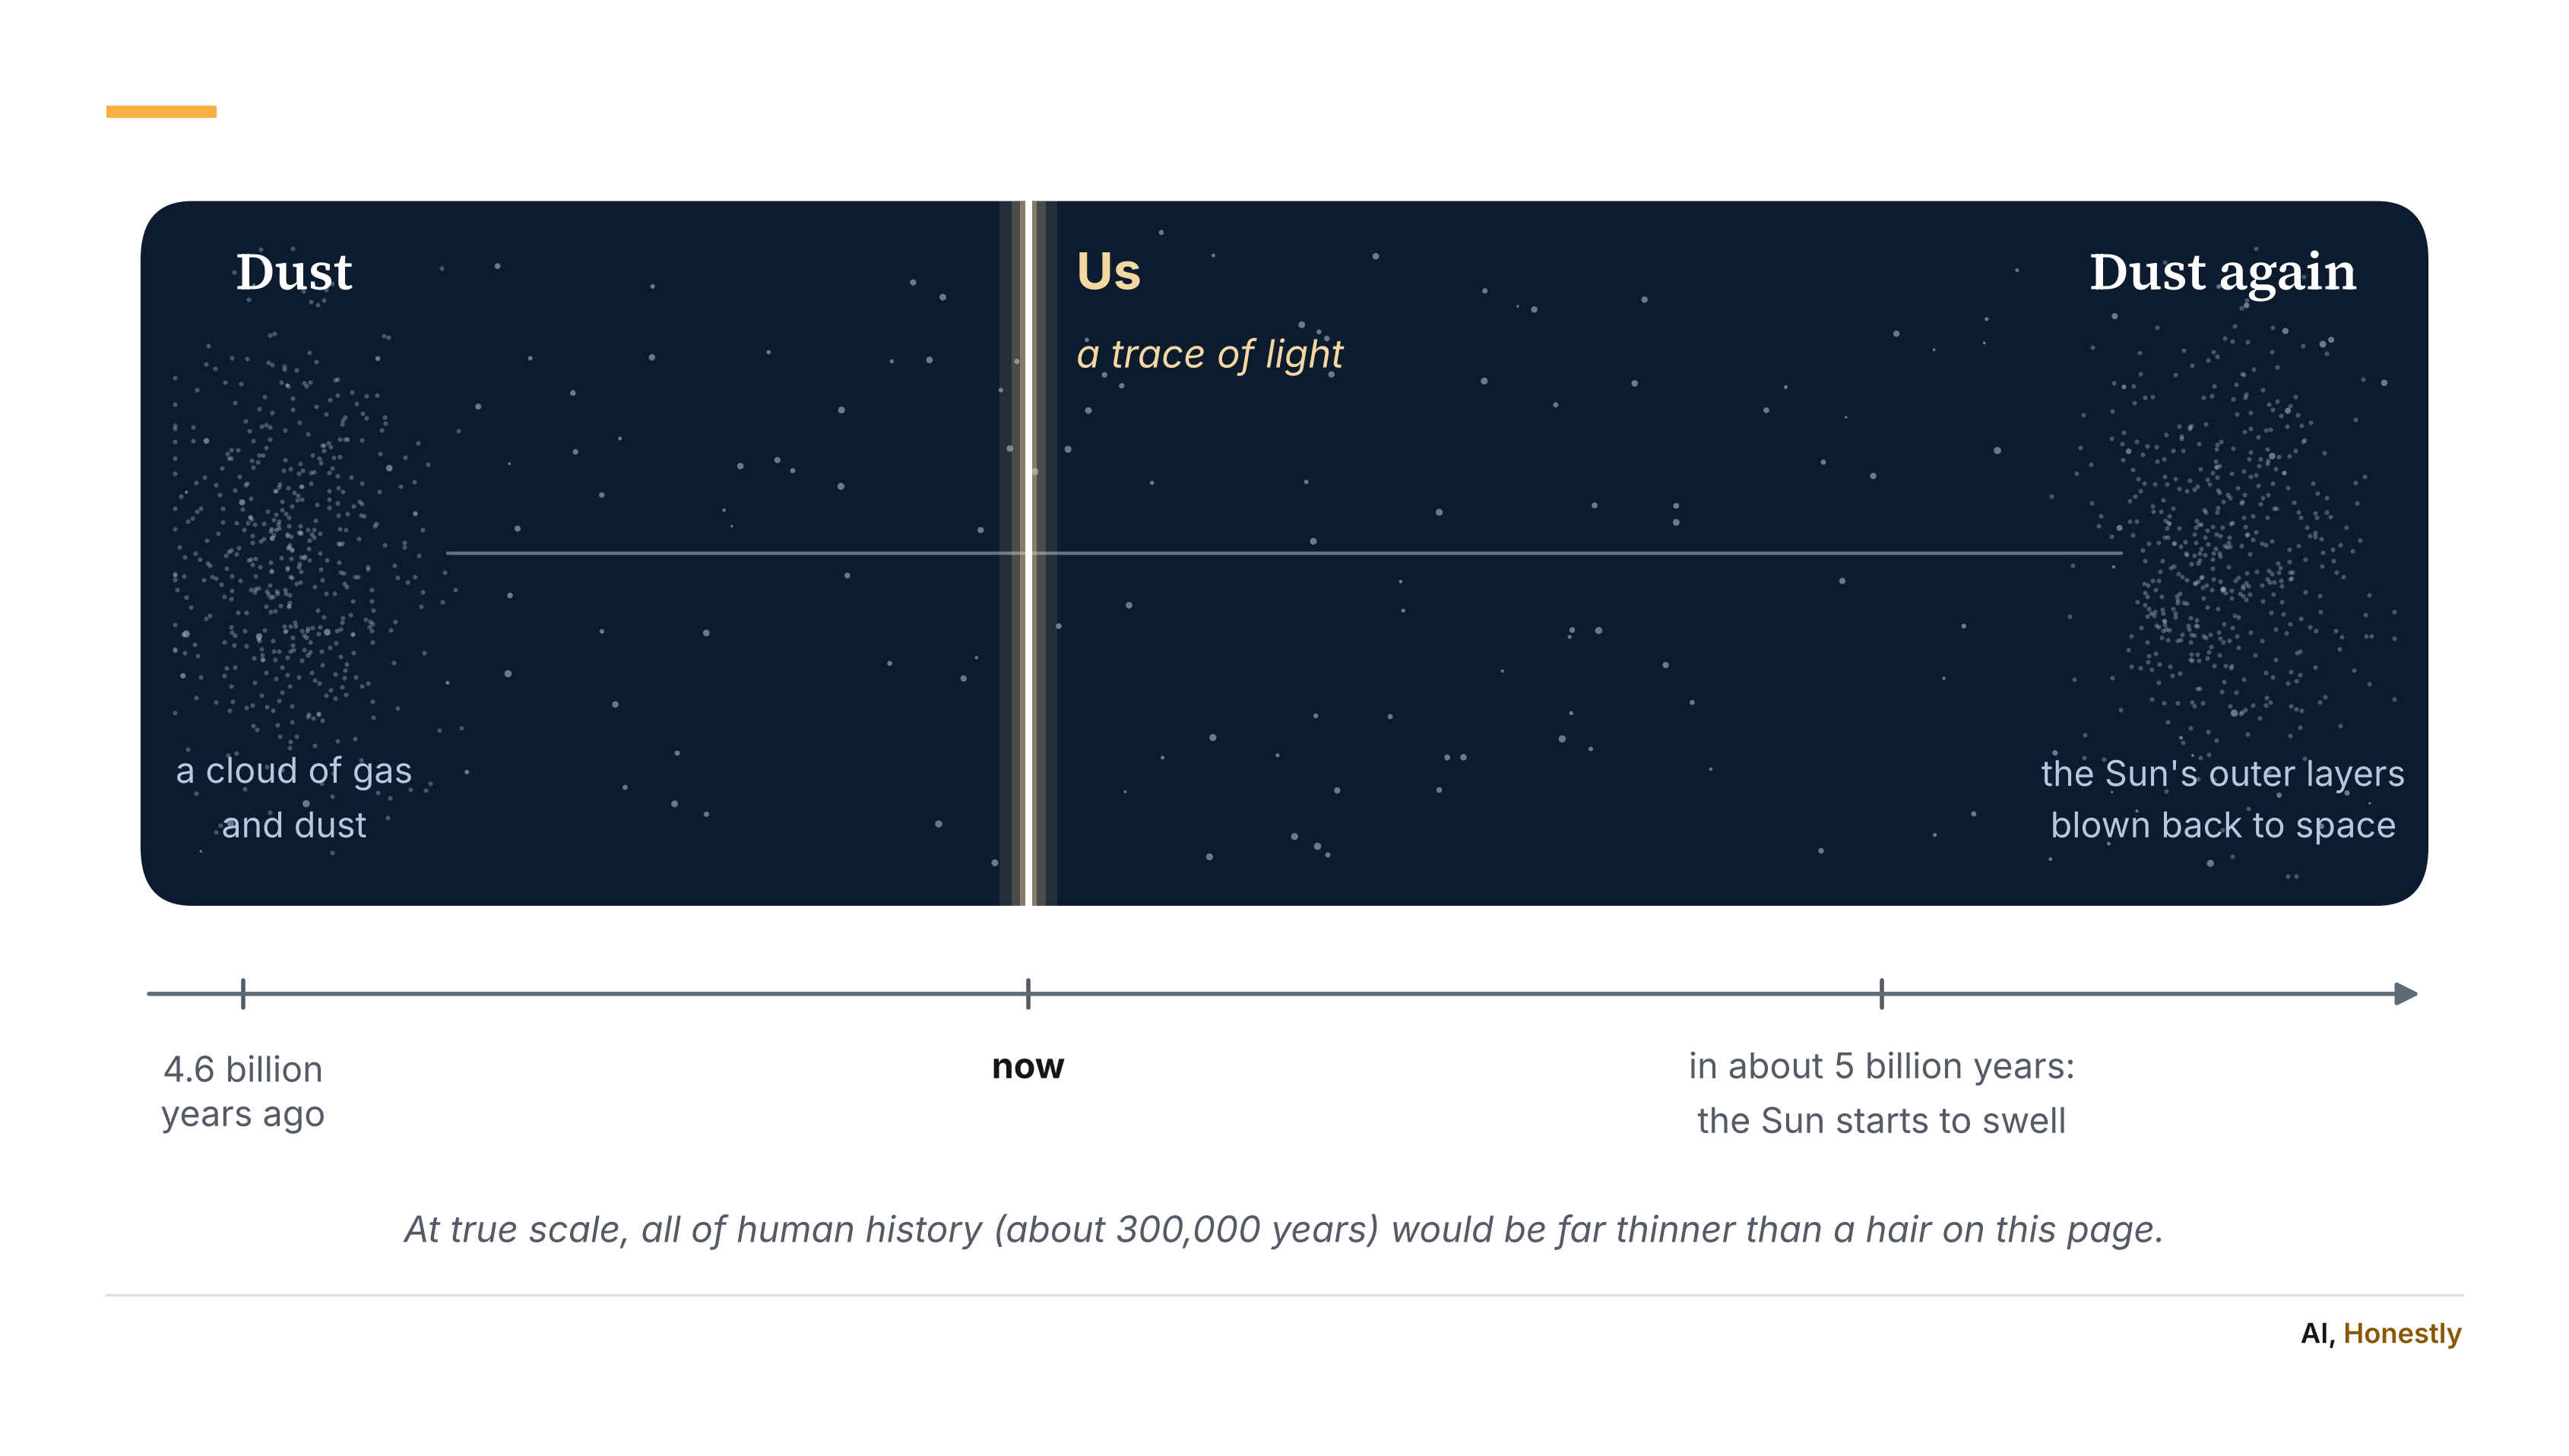 Dust
Us
Dust again
a trace of light
a cloud of gas
and dust
the Sun's outer layers
blown back to space
4.6 billion
years ago
now
in about 5 billion years:
the Sun starts to swell
At true scale, all of human history (about 300,000 years) would be far thinner than a hair on this page.
AI, Honestly